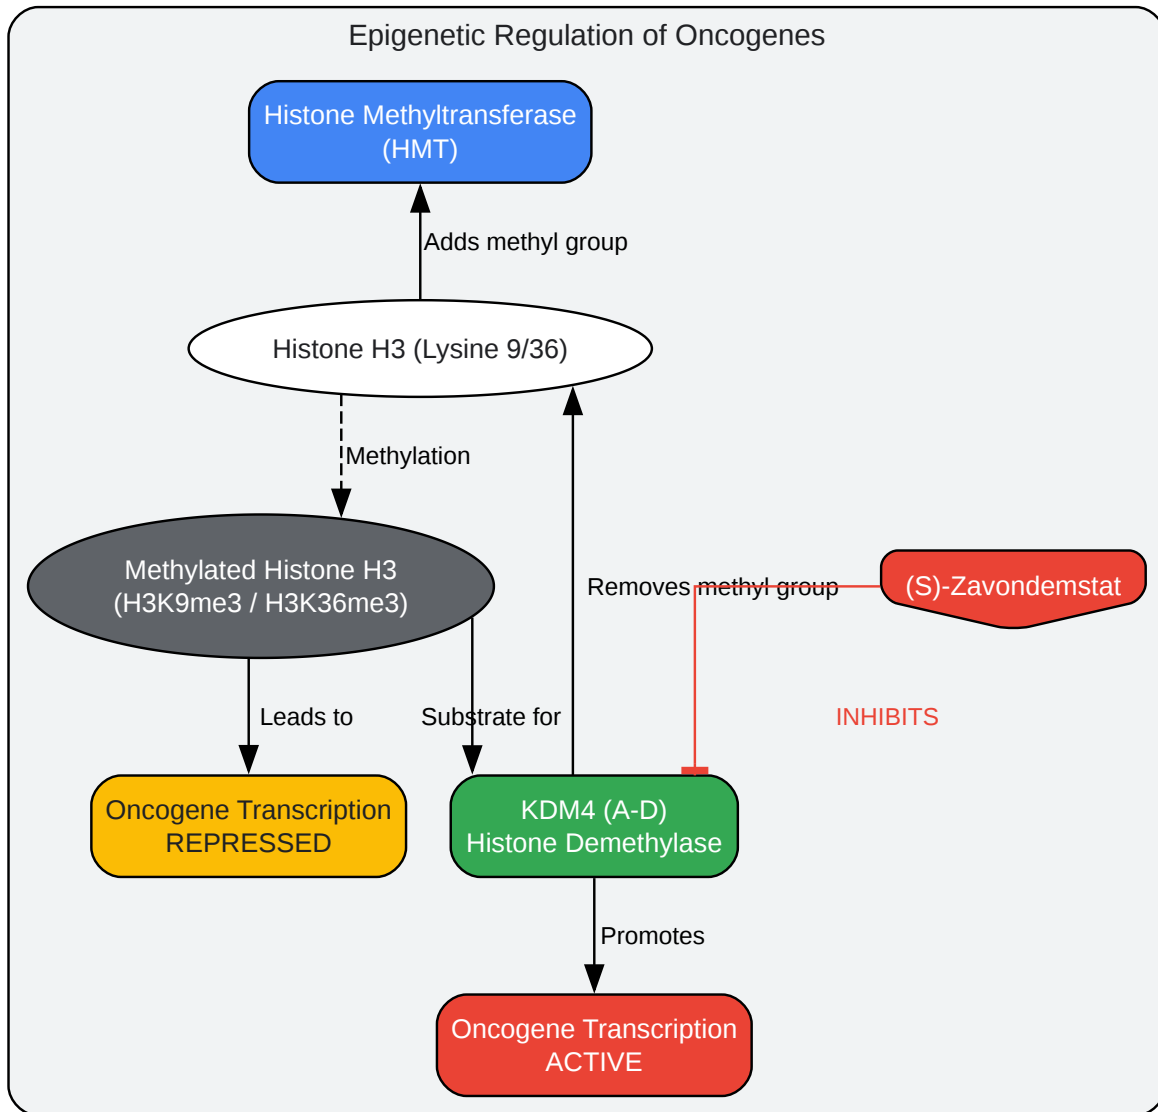 Epigenetic Regulation of Oncogenes
Histone Methyltransferase
(HMT)
Adds methyl group
Histone H3 (Lysine 9/36)
Methylation
Methylated Histone H3
(H3K9me3 / H3K36me3)
Removes methyl group
(S)-Zavondemstat
Leads to
Substrate for
INHIBITS
Oncogene Transcription
REPRESSED
KDM4 (A-D)
Histone Demethylase
Promotes
Oncogene Transcription
ACTIVE